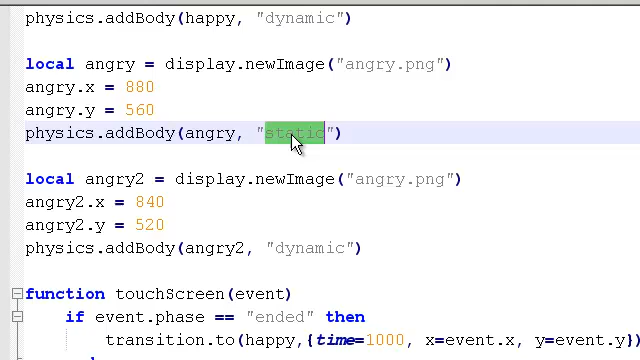 physics.addBody(happy, "dynamic")
local angry = display.newImage("angry.png")
angry.x = 880
angry.y = 560
physics.addBody(angry, "static")
local angry2 = display.newImage("angry.png")
angry2.x = 840
angry2.y = 520
physics.addBody(angry2, "dynamic")
function touchScreen(event)
if event.phase == "ended" then
transition.to(happy,{time=1000, x=event.x, y=event.y})